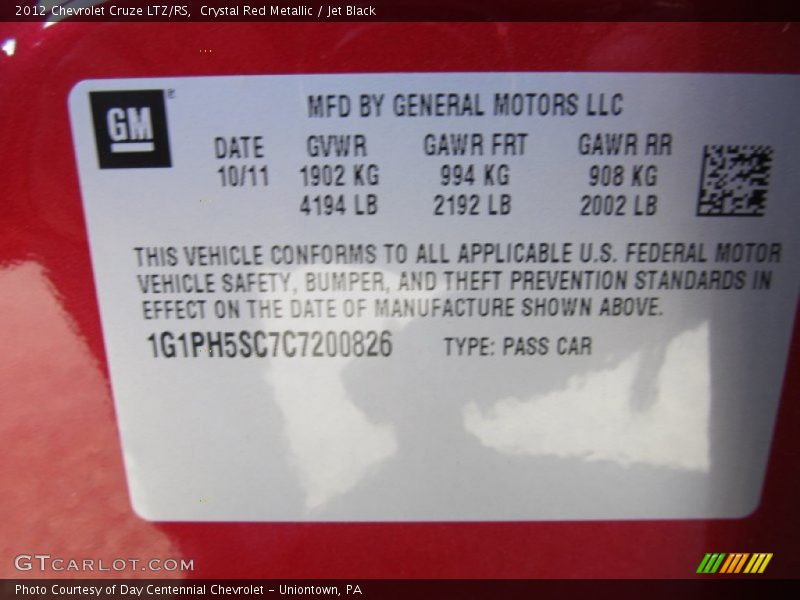 2012 Chevrolet Cruze LTZ/RS, Crystal Red Metallic / Jet Black
GM ®
MFD BY GENERAL MOTORS LLC
DATE GVWR GAWR FRT GAWR RR
10/11 1902 KG 994 KG 908 KG
4194 LB 2192 LB 2002 LB
THIS VEHICLE CONFORMS TO ALL APPLICABLE U.S. FEDERAL MOTOR
VEHICLE SAFETY, BUMPER, AND THEFT PREVENTION STANDARDS IN
EFFECT ON THE DATE OF MANUFACTURE SHOWN ABOVE.
1G1PH5SC7C7200826 TYPE: PASS CAR
GTCARLOT.COM
Photo Courtesy of Day Centennial Chevrolet - Uniontown, PA